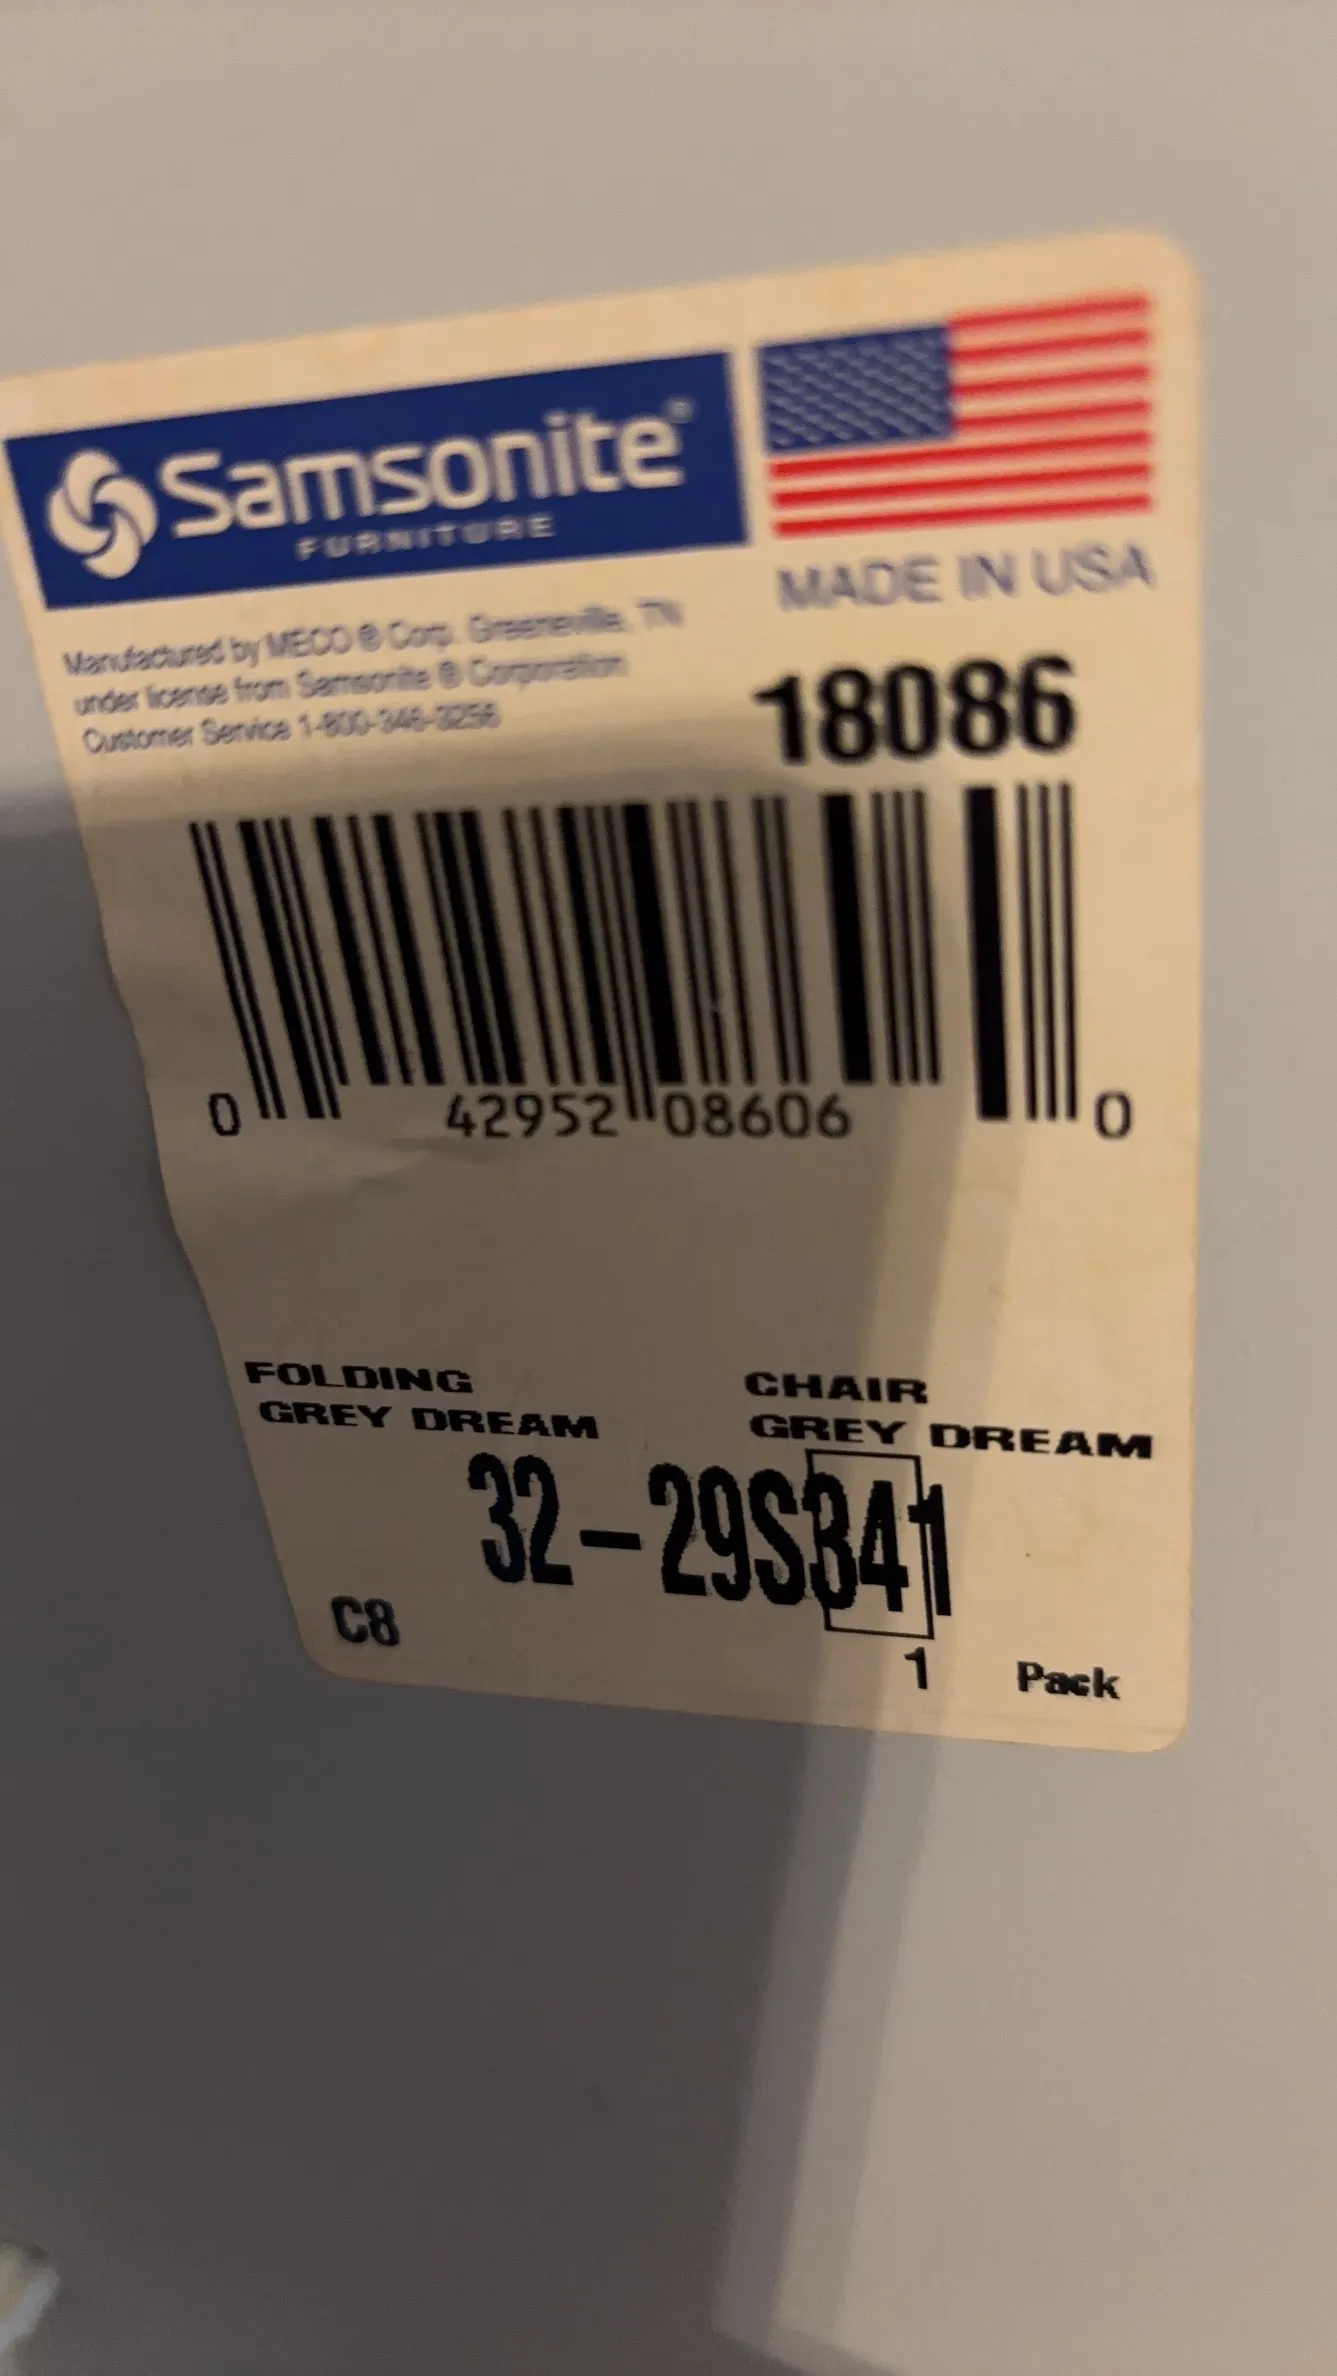 Samsonite®
FURNITURE
MADE IN USA
Manufactured by MECO ® Corp. Greeneville, TN
under license from Samsonite ® Corporation
Customer Service 1-800-346-3256
18086
0 42952 08606 0
FOLDING CHAIR
GREY DREAM GREY DREAM
32-29S341
C8
1 Pack